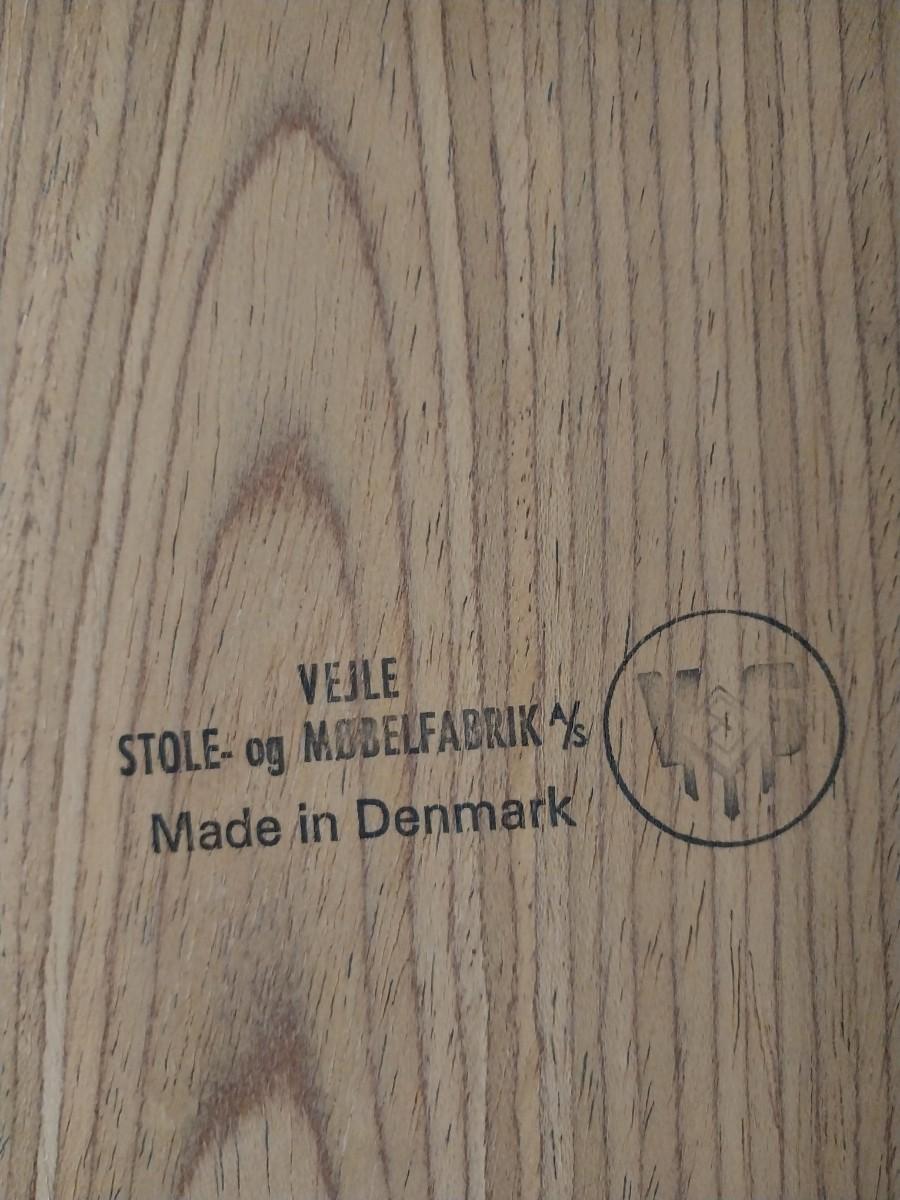 VEJLE
STOLE- og MØBELFABRIK A/S
Made in Denmark